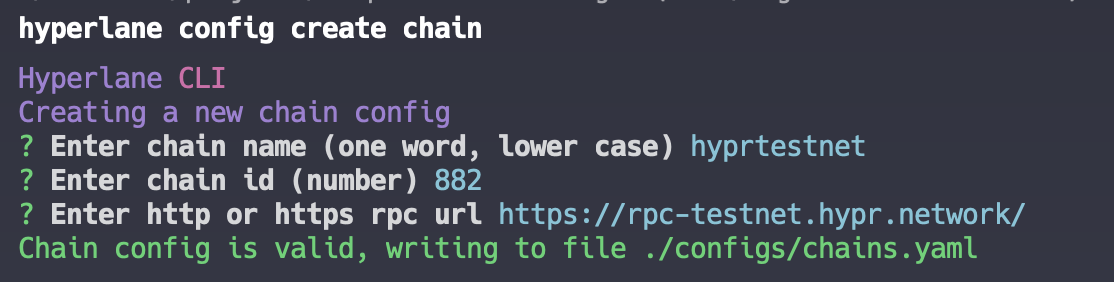 hyperlane config create chain
Hyperlane CLI
Creating a new chain config
? Enter chain name (one word, lower case) hyprtestnet
? Enter chain id (number) 882
? Enter http or https rpc url https://rpc-testnet.hypr.network/
Chain config is valid, writing to file ./configs/chains.yaml